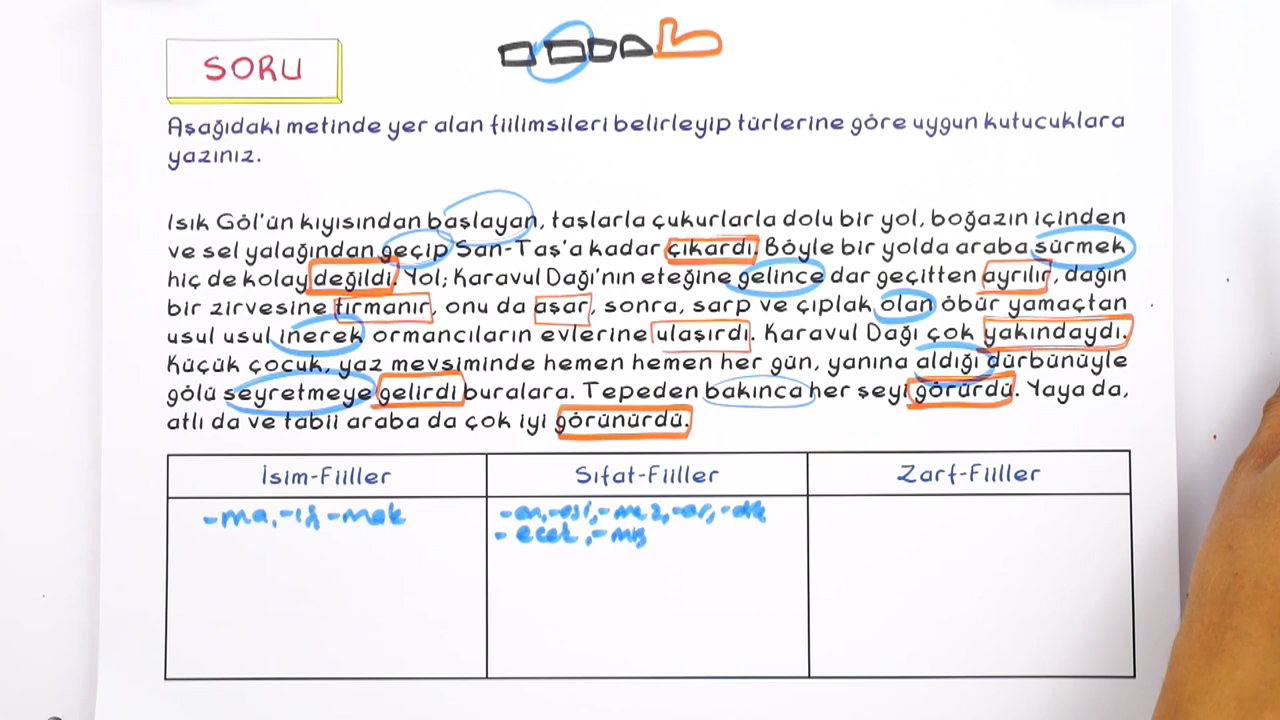 SORU
Aşağıdaki metinde yer alan fiilimsileri belirleyip türlerine göre uygun kutucuklara
yazınız.
Isık Göl'ün kıyısından başlayan, taşlarla çukurlarla dolu bir yol, boğazın içinden
ve sel yalağından geçip San-Taş'a kadar çıkardı. Böyle bir yolda araba sürmek
hiç de kolay değildi. Yol; Karavul Dağı'nın eteğine gelince dar geçitten ayrılır, dağın
bir zirvesine tırmanır, onu da aşar, sonra, sarp ve çıplak olan öbür yamaçtan
usul usul inerek ormancıların evlerine ulaşırdı. Karavul Dağı çok yakındaydı.
Küçük çocuk, yaz mevsiminde hemen hemen her gün, yanına aldığı dürbünüyle
gölü seyretmeye gelirdi buralara. Tepeden bakınca her şeyi görürdü. Yaya da,
atlı da ve tabii araba da çok iyi görünürdü.
İsim-Fiiller Sıfat-Fiiller Zarf-Fiiller
-ma, -ış, -mak -an, -esi, -mez, -ar, -dik
-ecek, -miş